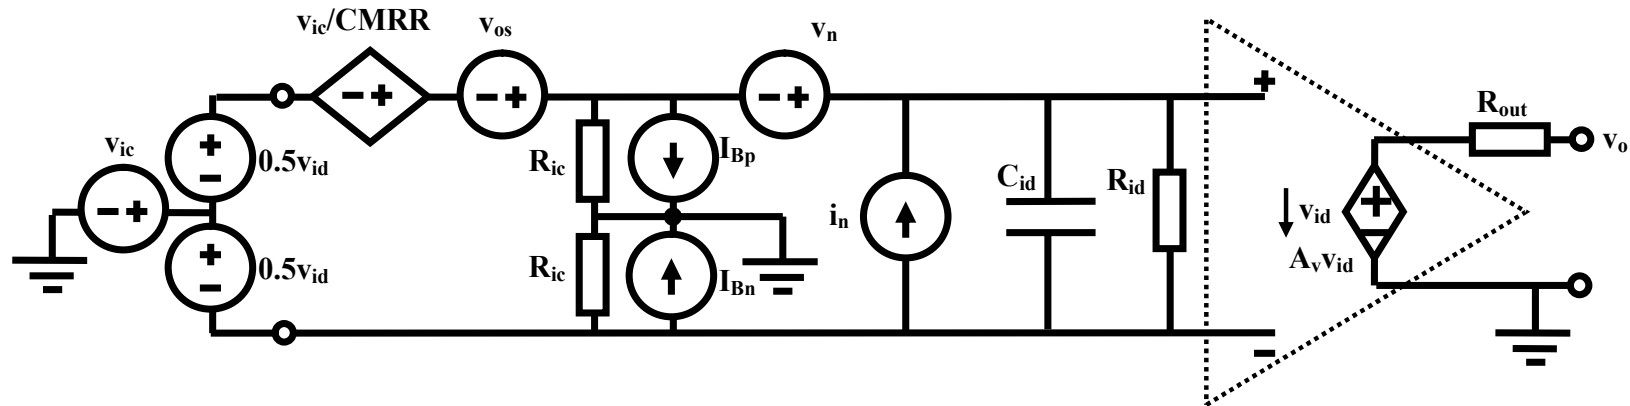 v_ic/CMRR
v_os
v_n
v_ic
0.5v_id
0.5v_id
R_ic
R_ic
I_Bp
I_Bn
i_n
C_id
R_id
v_id
A_v v_id
R_out
v_o